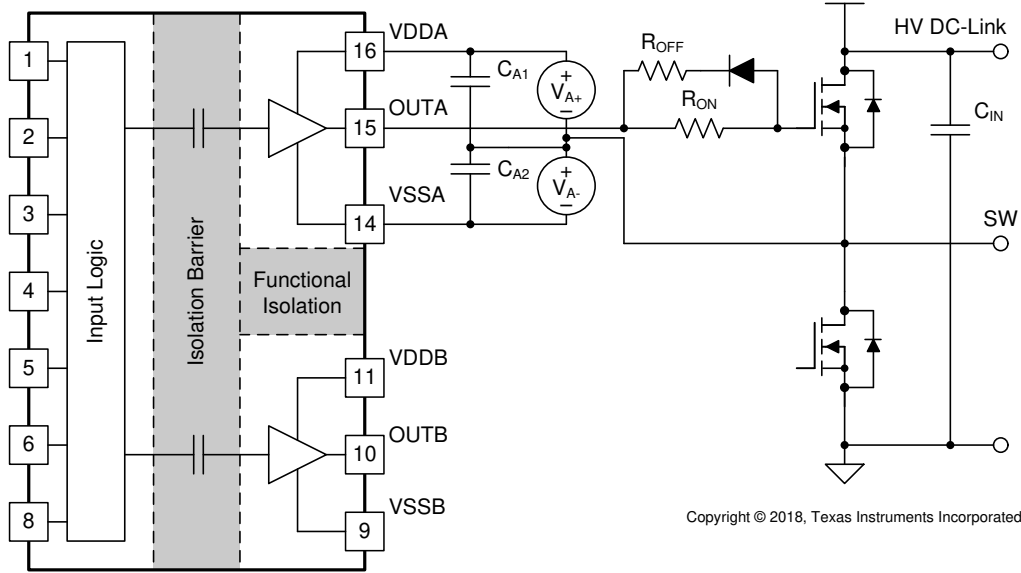 1
2
3
4
5
6
8
Input Logic
Isolation Barrier
Functional
Isolation
16
15
14
11
10
9
VDDA
OUTA
VSSA
VDDB
OUTB
VSSB
CA1
CA2
+
VA+
−
+
VA-
−
ROFF
RON
CIN
HV DC-Link
SW
Copyright © 2018, Texas Instruments Incorporated